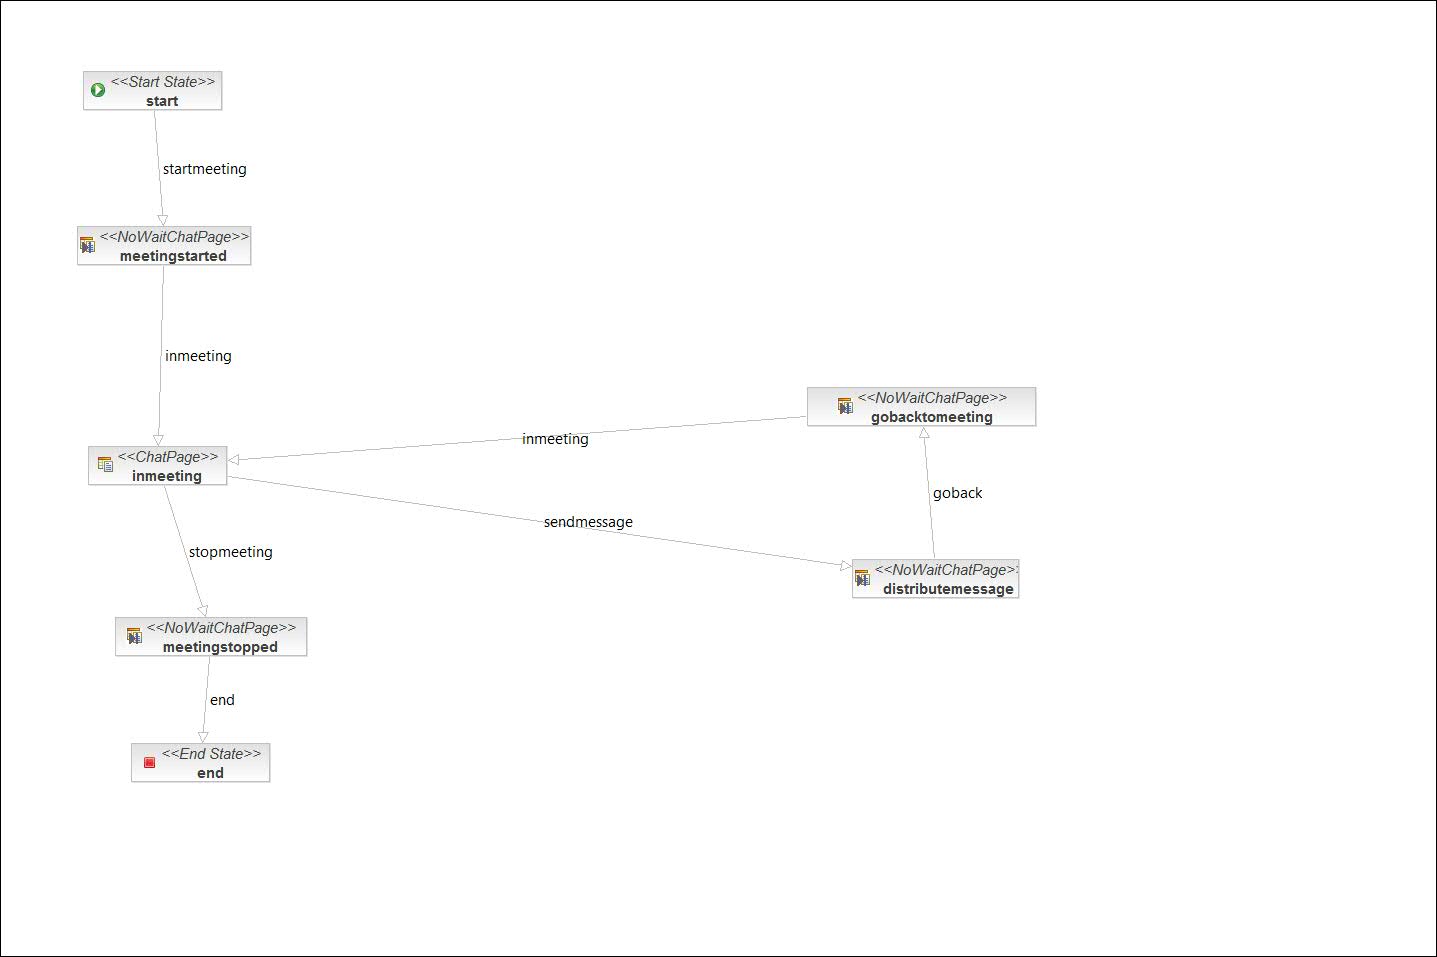 <<Start State>>
start
startmeeting
<<NoWaitChatPage>>
meetingstarted
inmeeting
<<NoWaitChatPage>>
gobacktomeeting
inmeeting
<<ChatPage>>
inmeeting
goback
sendmessage
stopmeeting
<<NoWaitChatPage>:
distributemessage
<<NoWaitChatPage>>
meetingstopped
end
<<End State>>
end